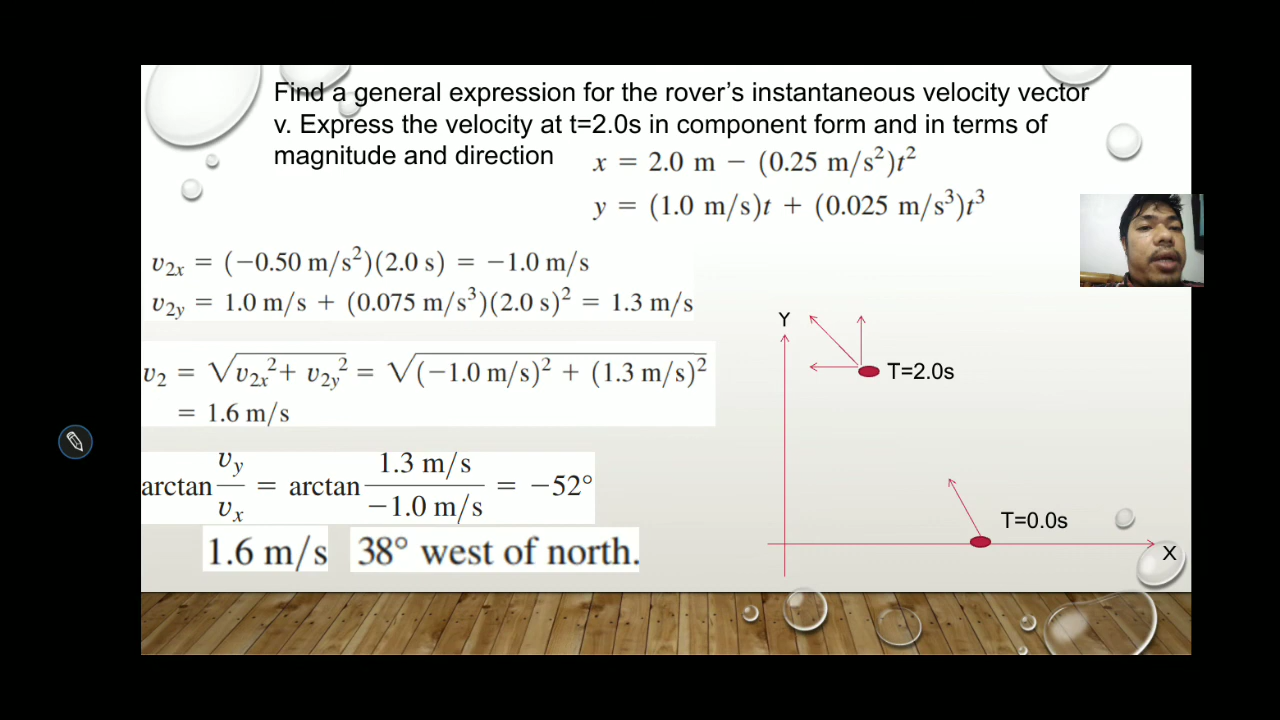 Find a general expression for the rover's instantaneous velocity vector
v. Express the velocity at t=2.0s in component form and in terms of
magnitude and direction
x = 2.0 m − (0.25 m/s²)t²
y = (1.0 m/s)t + (0.025 m/s³)t³
v₂ₓ = (−0.50 m/s²)(2.0 s) = −1.0 m/s
v₂y = 1.0 m/s + (0.075 m/s³)(2.0 s)² = 1.3 m/s
v₂ = √(v₂ₓ² + v₂y²) = √((−1.0 m/s)² + (1.3 m/s)²)
= 1.6 m/s
arctan vy/vx = arctan 1.3 m/s / −1.0 m/s = −52°
1.6 m/s 38° west of north.
Y
T=2.0s
T=0.0s
X